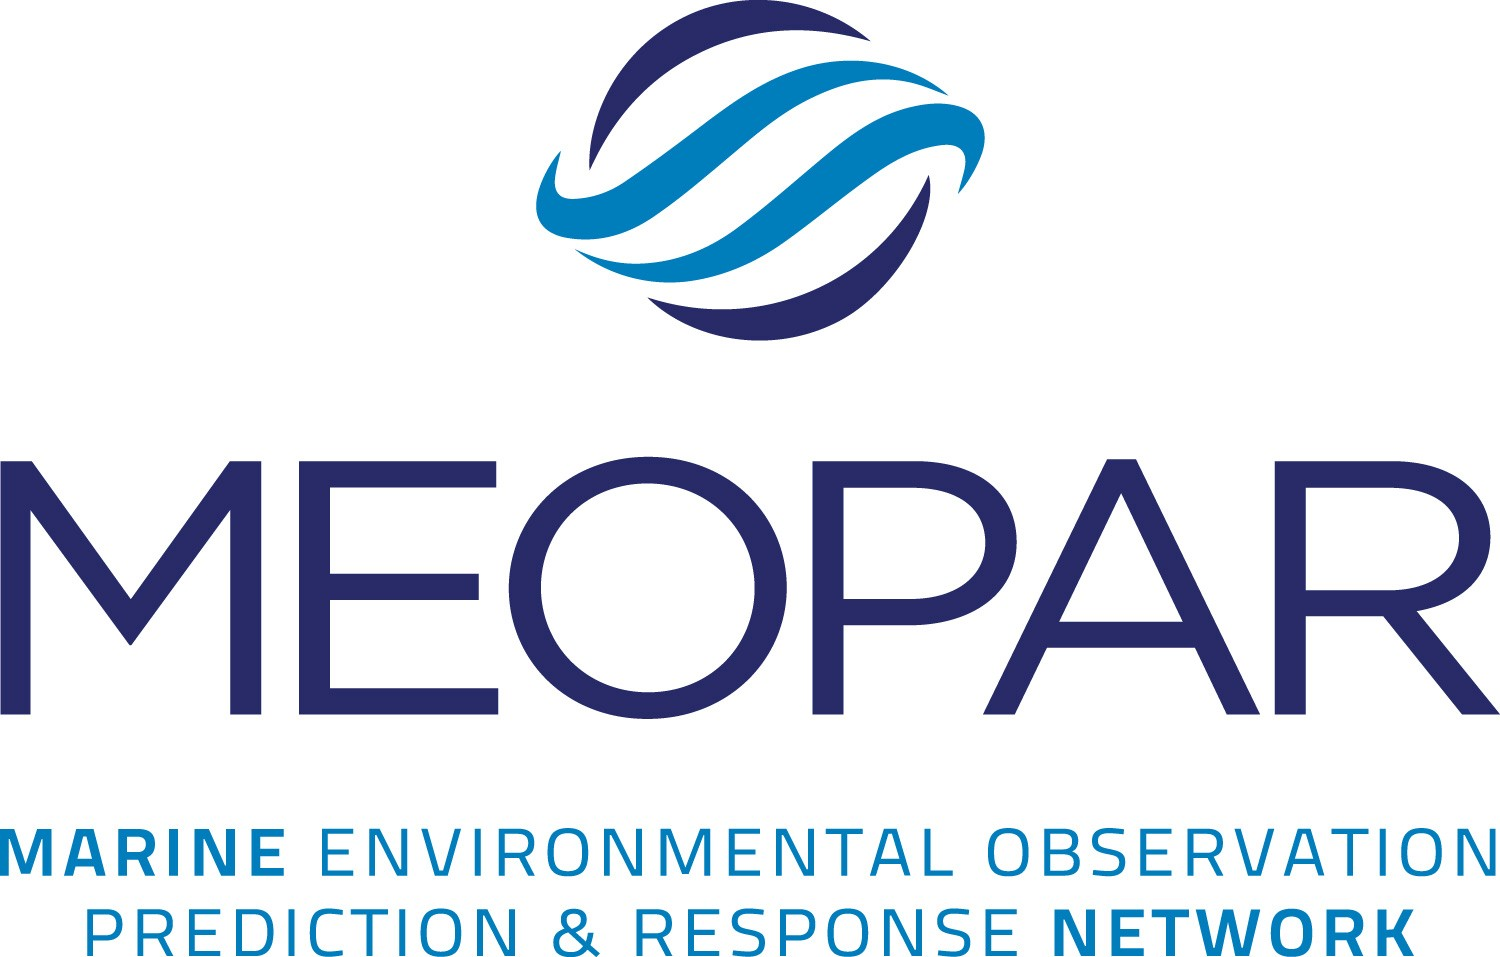 MEOPAR
MARINE ENVIRONMENTAL OBSERVATION
PREDICTION & RESPONSE NETWORK